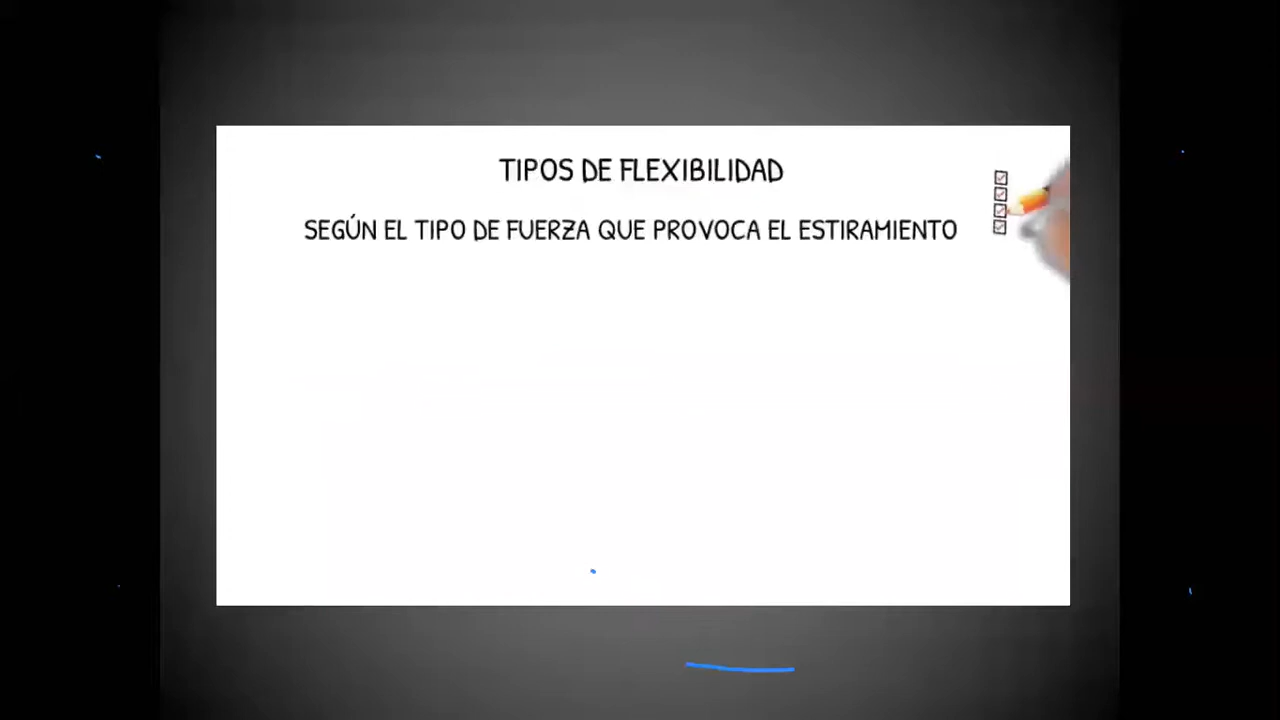 TIPOS DE FLEXIBILIDAD
SEGÚN EL TIPO DE FUERZA QUE PROVOCA EL ESTIRAMIENTO